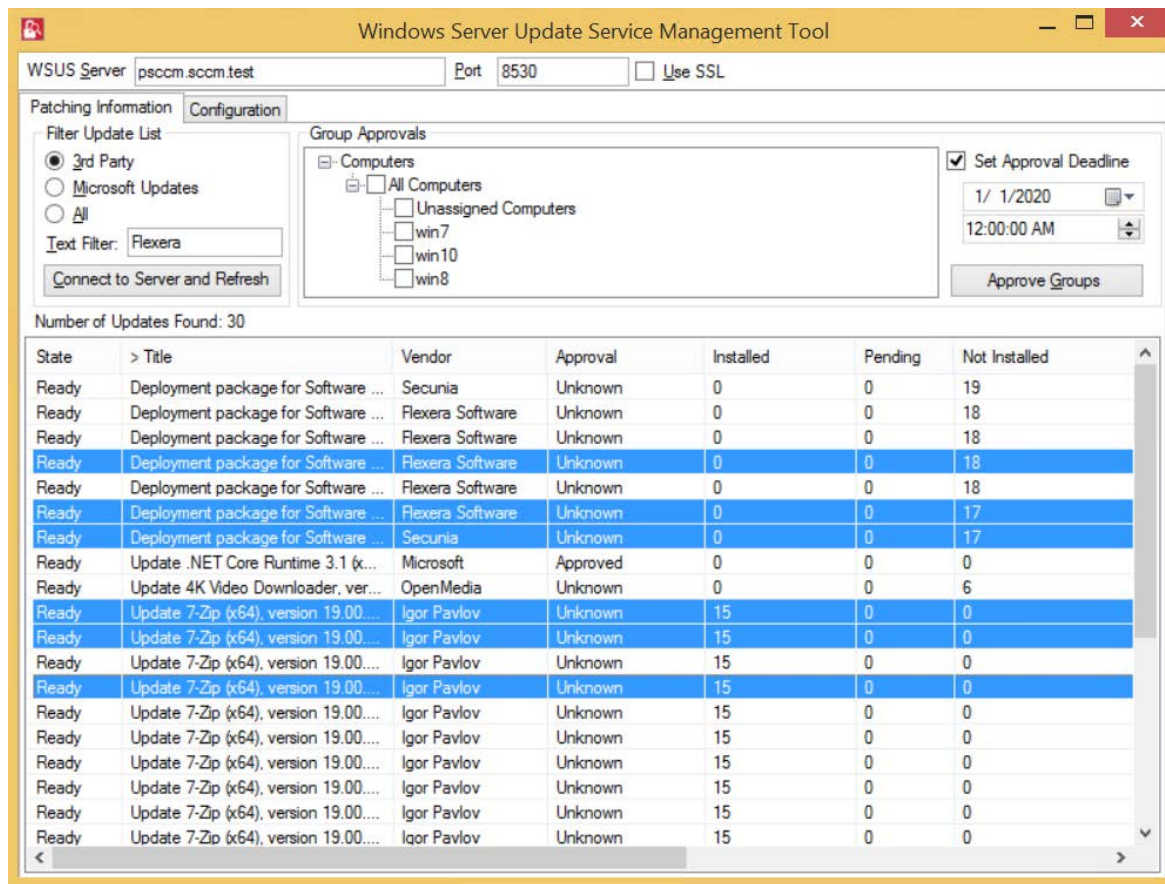 Windows Server Update Service Management Tool
WSUS Server psccm.sccm.test Port 8530 Use SSL
Patching Information Configuration
Filter Update List
3rd Party
Microsoft Updates
All
Text Filter: Flexera
Connect to Server and Refresh
Group Approvals
Computers
All Computers
Unassigned Computers
win7
win10
win8
Set Approval Deadline
1/ 1/2020
12:00:00 AM
Approve Groups
Number of Updates Found: 30
State > Title Vendor Approval Installed Pending Not Installed
Ready Deployment package for Software ... Secunia Unknown 0 0 19
Ready Deployment package for Software ... Flexera Software Unknown 0 0 18
Ready Deployment package for Software ... Flexera Software Unknown 0 0 18
Ready Deployment package for Software ... Flexera Software Unknown 0 0 18
Ready Deployment package for Software ... Flexera Software Unknown 0 0 18
Ready Deployment package for Software ... Flexera Software Unknown 0 0 17
Ready Deployment package for Software ... Secunia Unknown 0 0 17
Ready Update .NET Core Runtime 3.1 (x... Microsoft Approved 0 0 0
Ready Update 4K Video Downloader, ver... OpenMedia Unknown 0 0 6
Ready Update 7-Zip (x64), version 19.00.... Igor Pavlov Unknown 15 0 0
Ready Update 7-Zip (x64), version 19.00.... Igor Pavlov Unknown 15 0 0
Ready Update 7-Zip (x64), version 19.00.... Igor Pavlov Unknown 15 0 0
Ready Update 7-Zip (x64), version 19.00.... Igor Pavlov Unknown 15 0 0
Ready Update 7-Zip (x64), version 19.00.... Igor Pavlov Unknown 15 0 0
Ready Update 7-Zip (x64), version 19.00.... Igor Pavlov Unknown 15 0 0
Ready Update 7-Zip (x64), version 19.00.... Igor Pavlov Unknown 15 0 0
Ready Update 7-Zip (x64), version 19.00.... Igor Pavlov Unknown 15 0 0
Ready Update 7-Zip (x64), version 19.00.... Igor Pavlov Unknown 15 0 0
Ready Update 7-Zip (x64), version 19.00.... Igor Pavlov Unknown 15 0 0